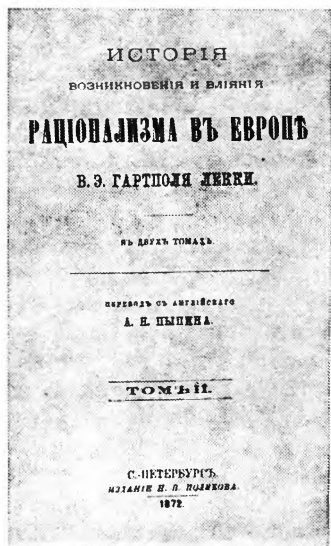 ИСТОРІЯ
ВОЗНИКНОВЕНІЯ И ВЛІЯНІЯ
РАЦІОНАЛИЗМА ВЪ ЕВРОПѢ
В. Э. ГАРТПОЛЯ ЛЕККИ.
ВЪ ДВУХЪ ТОМАХЪ.
ПЕРЕВОДЪ СЪ АНГЛІЙСКАГО
А. Н. ПЫПИНА.
ТОМЪ II.
С.-ПЕТЕРБУРГЪ.
ИЗДАНІЕ Н. П. ПОЛЯКОВА.
1872.